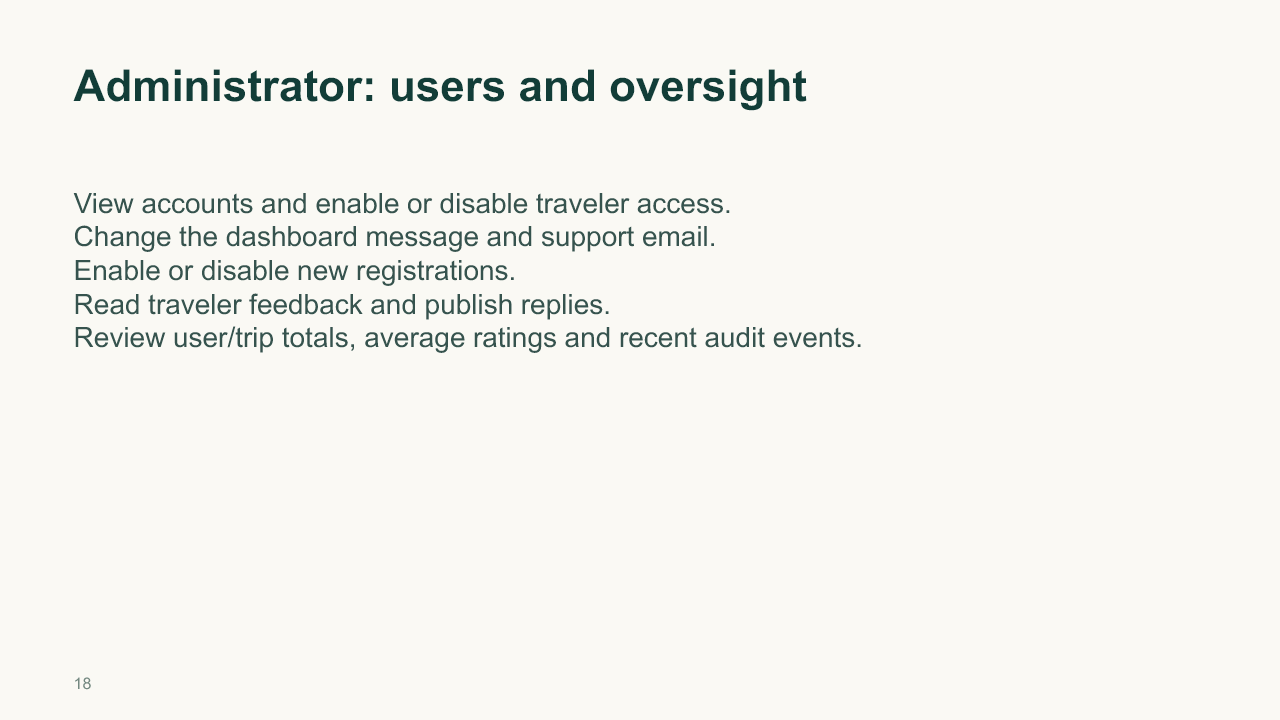 Administrator: users and oversight
View accounts and enable or disable traveler access.
Change the dashboard message and support email.
Enable or disable new registrations.
Read traveler feedback and publish replies.
Review user/trip totals, average ratings and recent audit events.
18